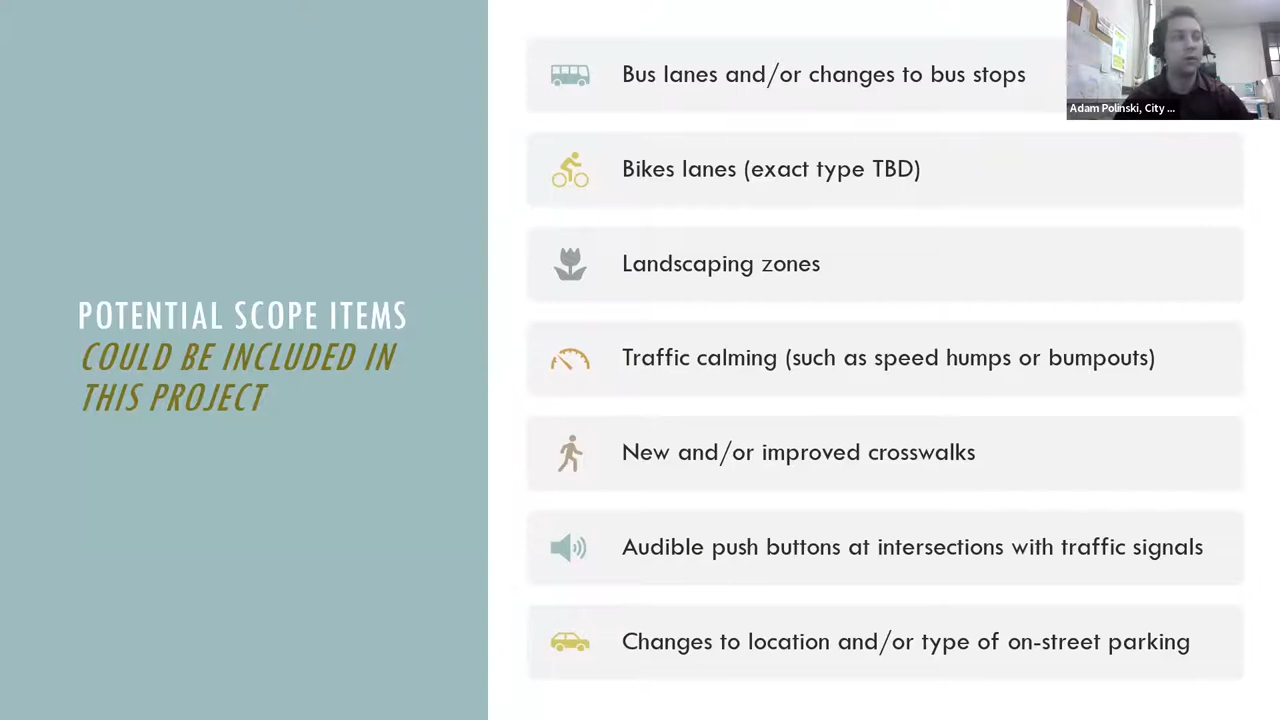 POTENTIAL SCOPE ITEMS
COULD BE INCLUDED IN
THIS PROJECT
Bus lanes and/or changes to bus stops
Bikes lanes (exact type TBD)
Landscaping zones
Traffic calming (such as speed humps or bumpouts)
New and/or improved crosswalks
Audible push buttons at intersections with traffic signals
Changes to location and/or type of on-street parking
Adam Polinski, City ...